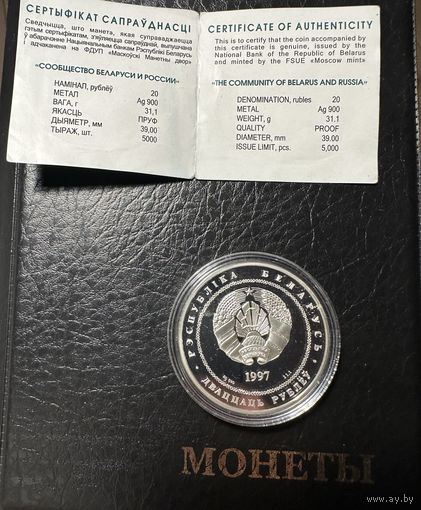 СЕРТЫФІКАТ САПРАЎДНАСЦІ
Сведчыцца, што манета, якая суправаджаецца
гэтым сертыфікатам, з'яўляецца сапраўднай, выпушчана
ў абарачэнне Нацыянальным банкам Рэспублікі Беларусь
адчаканена на ФДУП «Маскоўскі Манетны двор»
«СООБЩЕСТВО БЕЛАРУСИ И РОССИИ»
НАМІНАЛ, рублёў 20
МЕТАЛ Ag 900
ВАГА, г 31,1
ЯКАСЦЬ ПРУФ
ДЫЯМЕТР, мм 39,00
ТЫРАЖ, шт. 5000
CERTIFICATE OF AUTHENTICITY
This is to certify that the coin accompanied by
this certificate is genuine, issued by the
National Bank of the Republic of Belarus
and minted by the FSUE «Moscow mint»
"THE COMMUNITY OF BELARUS AND RUSSIA"
DENOMINATION, rubles 20
METAL Ag 900
WEIGHT, g 31.1
QUALITY PROOF
DIAMETER, mm 39.00
ISSUE LIMIT, pcs. 5,000
РЭСПУБЛІКА БЕЛАРУСЬ
1997
ДВАЦЦАЦЬ РУБЛЁЎ
МОНЕТЫ
ay.by